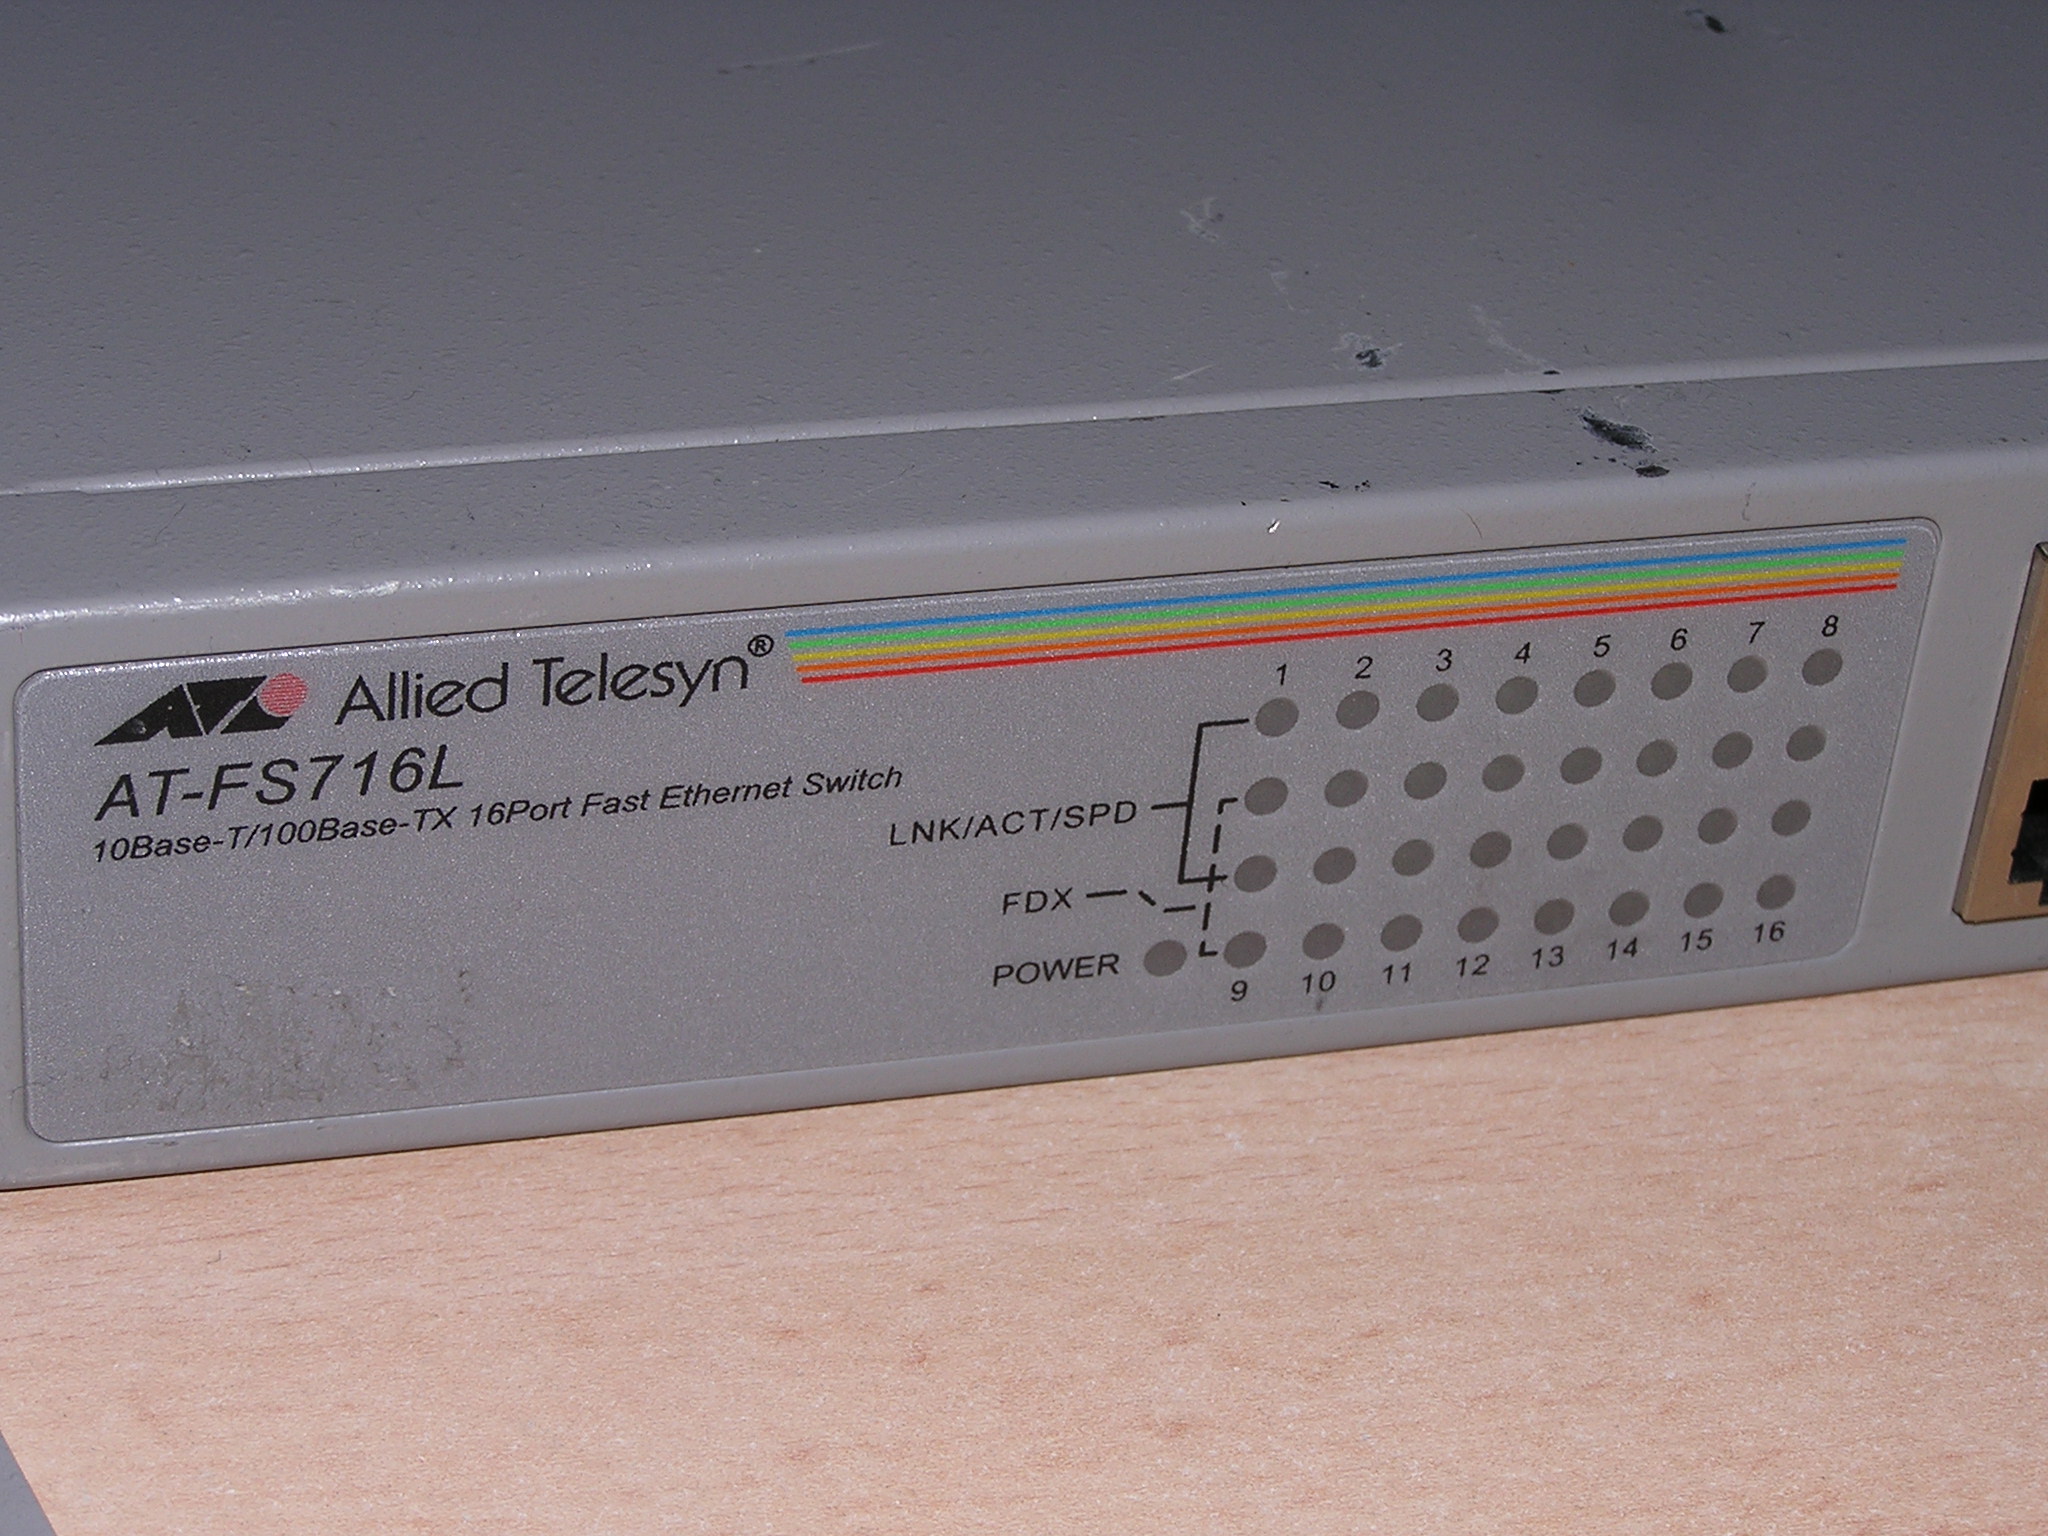 Allied Telesyn®
AT-FS716L
10Base-T/100Base-TX 16Port Fast Ethernet Switch
1 2 3 4 5 6 7 8
LNK/ACT/SPD
FDX
POWER
9 10 11 12 13 14 15 16